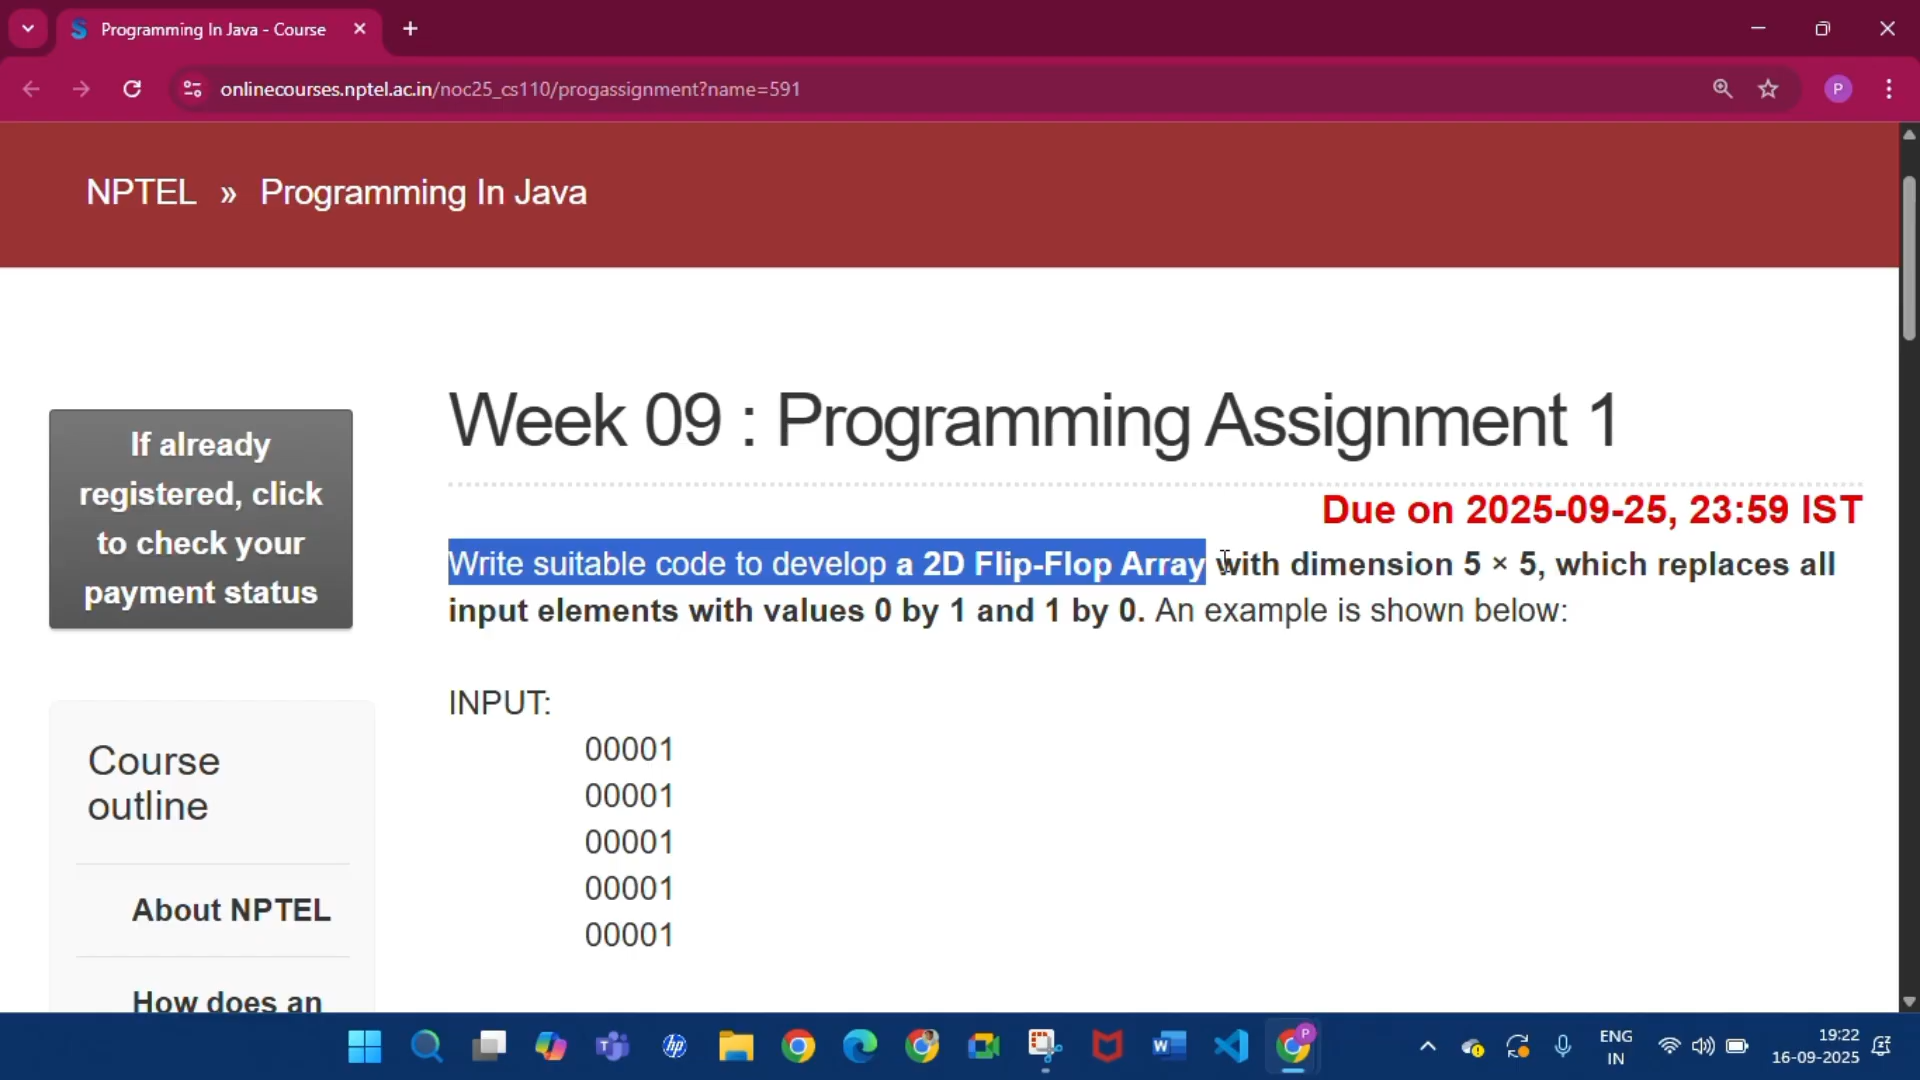 Programming In Java - Course
onlinecourses.nptel.ac.in/noc25_cs110/progassignment?name=591
P
NPTEL » Programming In Java
Week 09 : Programming Assignment 1
Due on 2025-09-25, 23:59 IST
Write suitable code to develop a 2D Flip-Flop Array with dimension 5 × 5, which replaces all
input elements with values 0 by 1 and 1 by 0. An example is shown below:
INPUT:
00001
00001
00001
00001
00001
If already
registered, click
to check your
payment status
Course
outline
About NPTEL
How does an
ENG
IN
19:22
16-09-2025